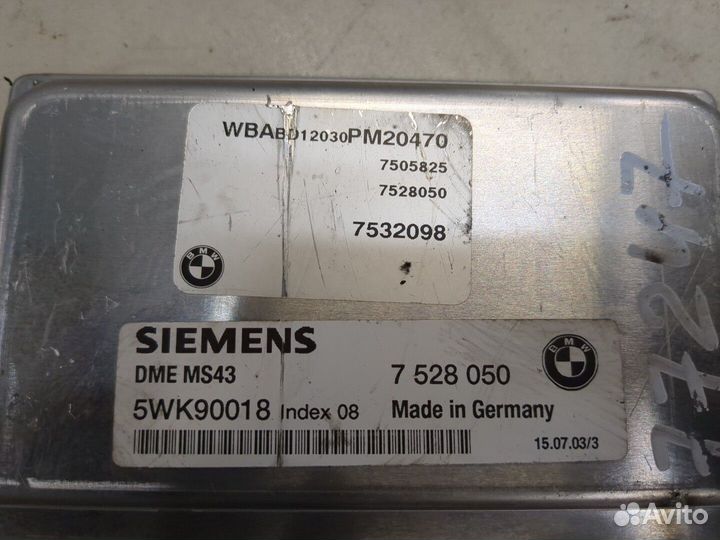 WBABD12030PM20470
7505825
7528050
7532098
BMW
SIEMENS
DME MS43 7 528 050
BMW
5WK90018 Index 08 Made in Germany
15.07.03/3
77247
Avito